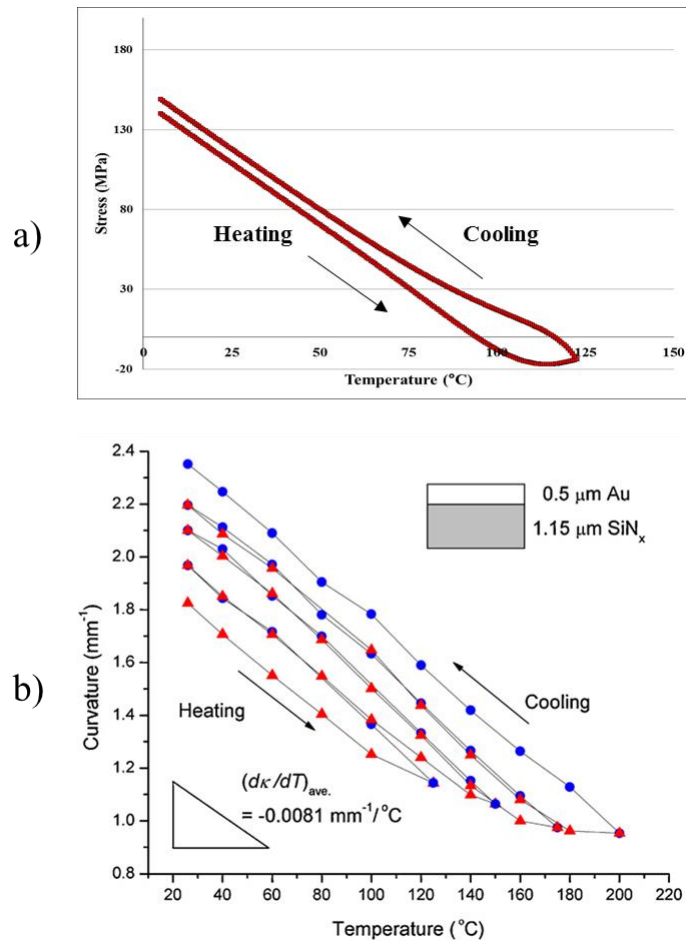 a)
180
130
80
30
-20
Stress (MPa)
Heating
Cooling
0
25
50
75
100
125
150
Temperature (°C)
b)
2.4
2.2
2.0
1.8
1.6
1.4
1.2
1.0
0.8
Curvature (mm⁻¹)
0.5 μm Au
1.15 μm SiNₓ
Heating
Cooling
(dκ/dT)ave.
= -0.0081 mm⁻¹/°C
20 40 60 80 100 120 140 160 180 200 220
Temperature (°C)